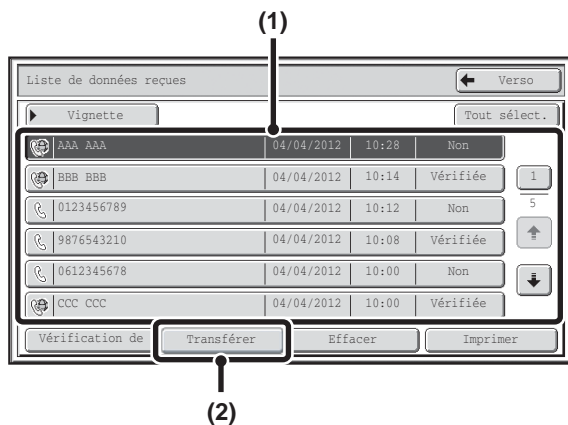 (1)
Liste de données reçues Verso
Vignette Tout sélect.
AAA AAA 04/04/2012 10:28 Non
BBB BBB 04/04/2012 10:14 Vérifiée 1
0123456789 04/04/2012 10:12 Non 5
9876543210 04/04/2012 10:08 Vérifiée
0612345678 04/04/2012 10:00 Non
CCC CCC 04/04/2012 10:00 Vérifiée
Vérification de Transférer Effacer Imprimer
(2)